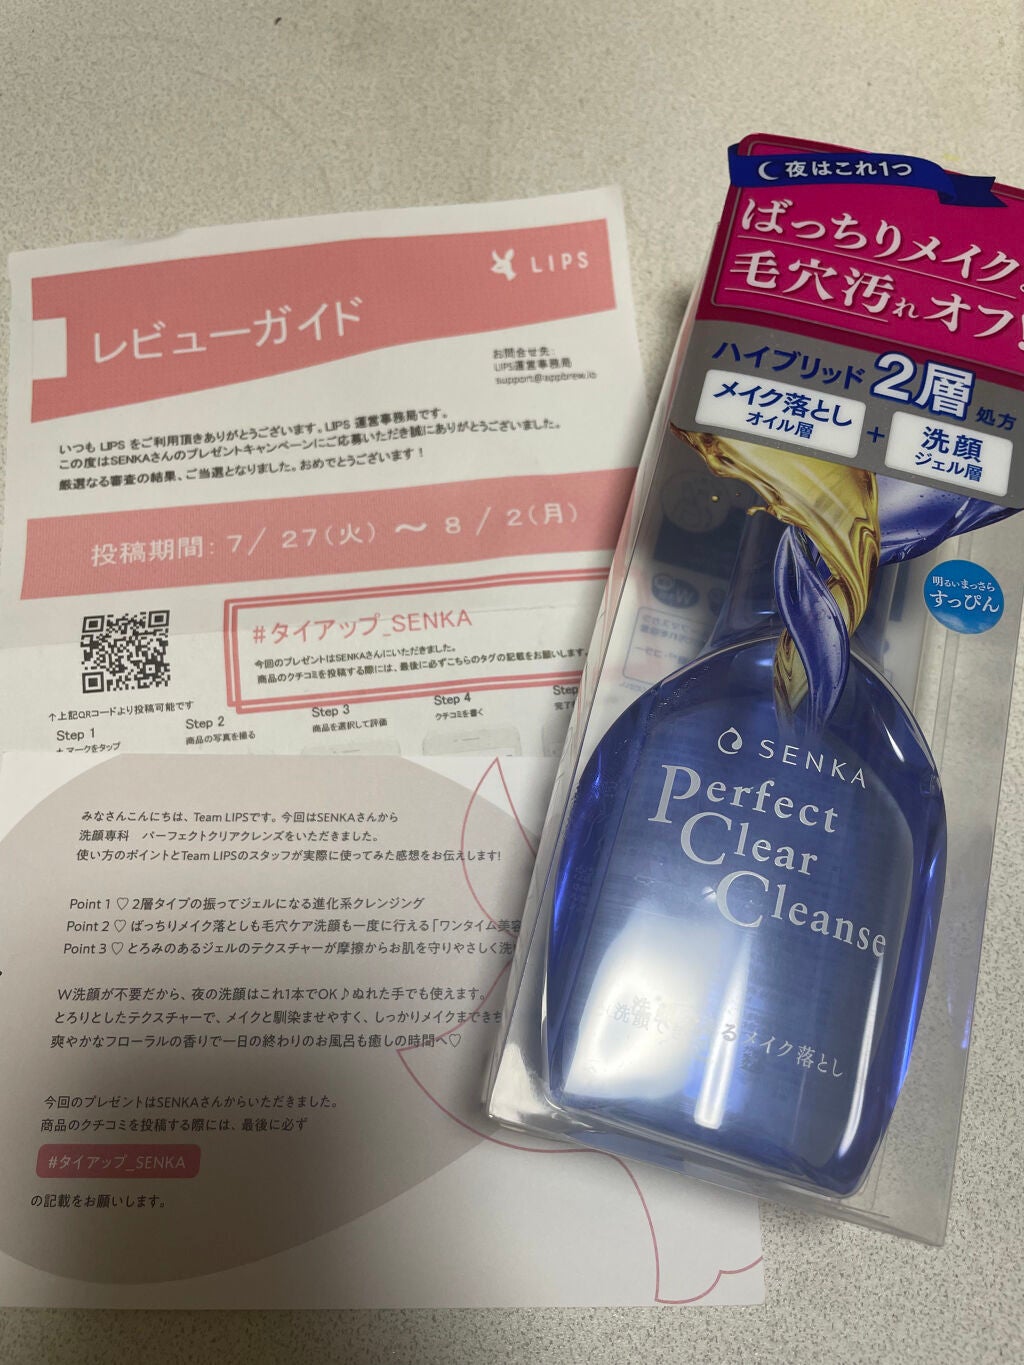 LIPS
レビューガイド
お問合せ先:
LIPS運営事務局
support@appbrew.io
いつも LIPS をご利用頂きありがとうございます。LIPS 運営事務局です。
この度はSENKAさんのプレゼントキャンペーンにご応募いただき誠にありがとうございました。
厳選なる審査の結果、ご当選となりました。おめでとうございます！
投稿期間: 7/ 27(火) 〜 8 / 2(月)
#タイアップ_SENKA
今回のプレゼントはSENKAさんにいただきました。
商品のクチコミを投稿する際には、最後に必ずこちらのタグの記載をお願いします。
↑上記QRコードより投稿可能です
Step 1
+ マークをタップ
Step 2
商品の写真を撮る
Step 3
商品を選択して評価
Step 4
クチコミを書く
Step
完了
みなさんこんにちは、Team LIPSです。今回はSENKAさんから
洗顔専科 パーフェクトクリアクレンズをいただきました。
使い方のポイントとTeam LIPSのスタッフが実際に使ってみた感想をお伝えします!
Point 1 ♡ 2層タイプの振ってジェルになる進化系クレンジング
Point 2 ♡ ばっちりメイク落としも毛穴ケア洗顔も一度に行える「ワンタイム美容
Point 3 ♡ とろみのあるジェルのテクスチャーが摩擦からお肌を守りやさしく洗
W洗顔が不要だから、夜の洗顔はこれ1本でOK♪ぬれた手でも使えます。
とろりとしたテクスチャーで、メイクと馴染ませやすく、しっかりメイクまできち
爽やかなフローラルの香りで一日の終わりのお風呂も癒しの時間へ♡
今回のプレゼントはSENKAさんからいただきました。
商品のクチコミを投稿する際には、最後に必ず
#タイアップ_SENKA
の記載をお願いします。
夜はこれ1つ
ばっちりメイク。
毛穴汚れオフ!
ハイブリッド2層処方
メイク落とし
オイル層
+
洗顔
ジェル層
明るいまっさら
すっぴん
SENKA
Perfect
Clear
Cleanse
洗顔で
るメイク落とし